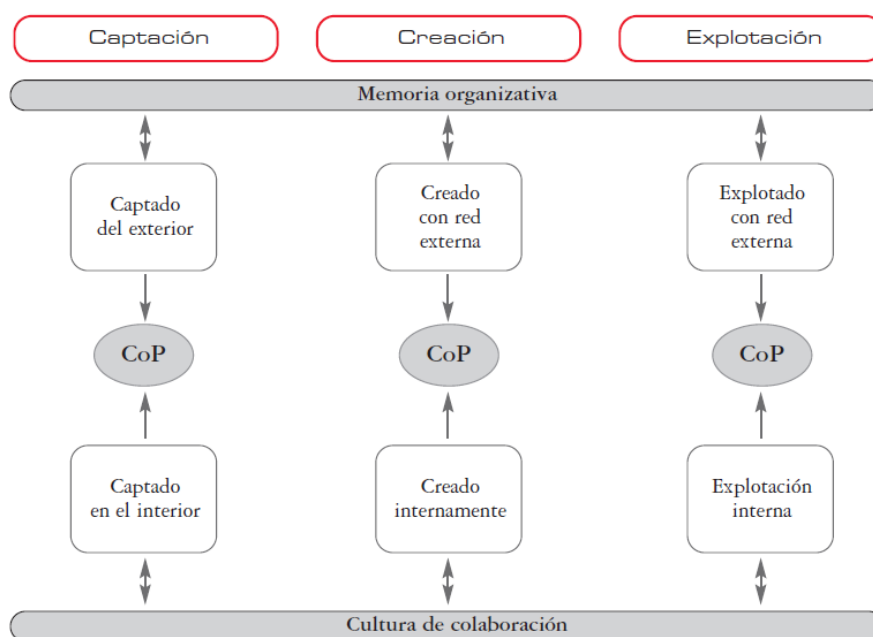 Captación
Creación
Explotación
Memoria organizativa
Captado
del exterior
Creado
con red
externa
Explotado
con red
externa
CoP
CoP
CoP
Captado
en el interior
Creado
internamente
Explotación
interna
Cultura de colaboración